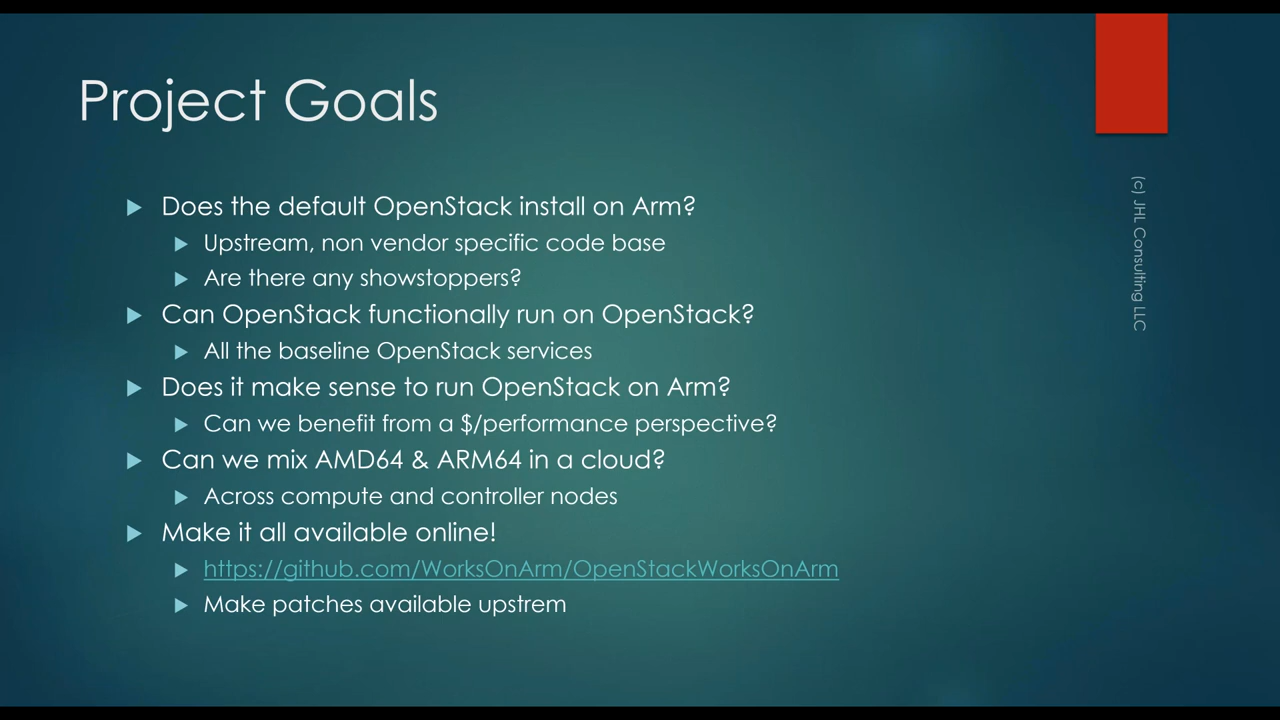 Project Goals
Does the default OpenStack install on Arm?
Upstream, non vendor specific code base
Are there any showstoppers?
Can OpenStack functionally run on OpenStack?
All the baseline OpenStack services
Does it make sense to run OpenStack on Arm?
Can we benefit from a $/performance perspective?
Can we mix AMD64 & ARM64 in a cloud?
Across compute and controller nodes
Make it all available online!
https://github.com/WorksOnArm/OpenStackWorksOnArm
Make patches available upstrem
(c) JHL Consulting LLC